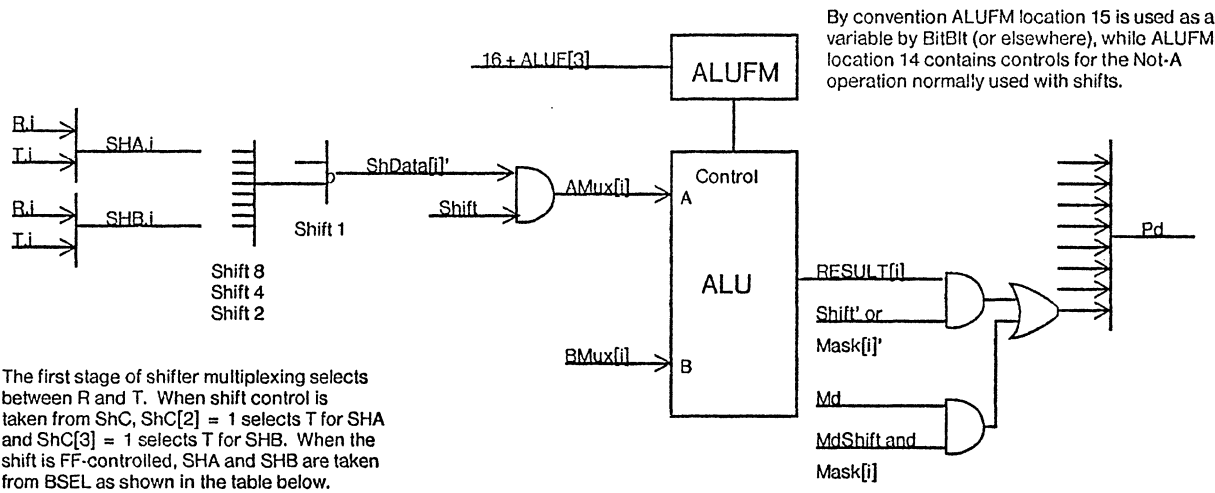 By convention ALUFM location 15 is used as a
variable by BitBlt (or elsewhere), while ALUFM
location 14 contains controls for the Not-A
operation normally used with shifts.
16 + ALUF[3]
ALUFM
R.i
T.i
SHA.i
R.i
T.i
SHB.i
Shift 8
Shift 4
Shift 2
Shift 1
ShData[i]'
Shift
AMux[i]
A
Control
ALU
BMux[i]
B
RESULT[i]
Shift' or
Mask[i]'
Md
MdShift and
Mask[i]
Pd
The first stage of shifter multiplexing selects
between R and T. When shift control is
taken from ShC, ShC[2] = 1 selects T for SHA
and ShC[3] = 1 selects T for SHB. When the
shift is FF-controlled, SHA and SHB are taken
from BSEL as shown in the table below.